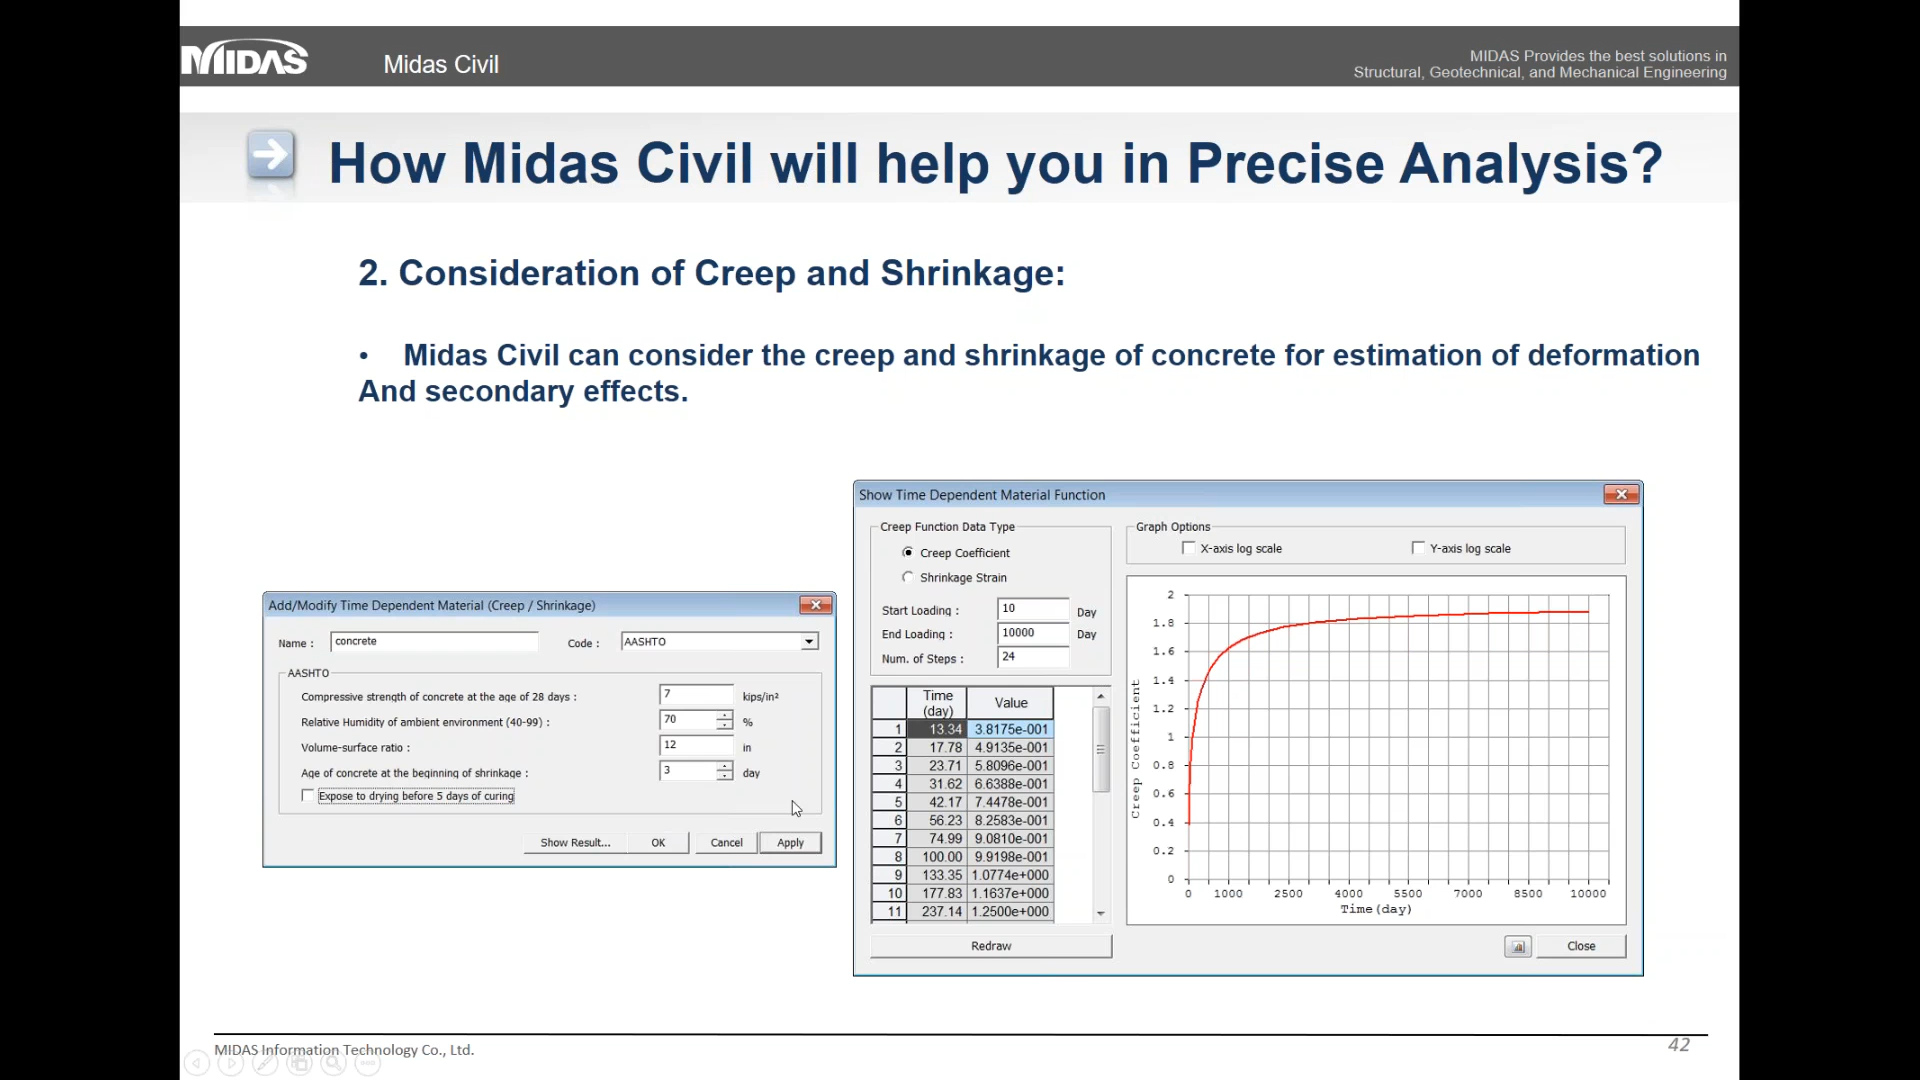 MIDAS
Midas Civil
MIDAS Provides the best solutions in
Structural, Geotechnical, and Mechanical Engineering
How Midas Civil will help you in Precise Analysis?
2. Consideration of Creep and Shrinkage:
• Midas Civil can consider the creep and shrinkage of concrete for estimation of deformation
And secondary effects.
Add/Modify Time Dependent Material (Creep / Shrinkage)
Name : concrete Code : AASHTO
AASHTO
Compressive strength of concrete at the age of 28 days : 7 kips/in²
Relative Humidity of ambient environment (40-99) : 70 %
Volume-surface ratio : 12 in
Age of concrete at the beginning of shrinkage : 3 day
Expose to drying before 5 days of curing
Show Result... OK Cancel Apply
Show Time Dependent Material Function
Creep Function Data Type
Creep Coefficient
Shrinkage Strain
Start Loading : 10 Day
End Loading : 10000 Day
Num. of Steps : 24
Time (day) Value
1 13.34 3.8175e-001
2 17.78 4.9135e-001
3 23.71 5.8096e-001
4 31.62 6.6388e-001
5 42.17 7.4478e-001
6 56.23 8.2583e-001
7 74.99 9.0810e-001
8 100.00 9.9198e-001
9 133.35 1.0774e+000
10 177.83 1.1637e+000
11 237.14 1.2500e+000
Redraw
Graph Options
X-axis log scale Y-axis log scale
2
1.8
1.6
1.4
1.2
1
0.8
0.6
0.4
0.2
0
Creep Coefficient
0 1000 2500 4000 5500 7000 8500 10000
Time(day)
Close
MIDAS Information Technology Co., Ltd.
42